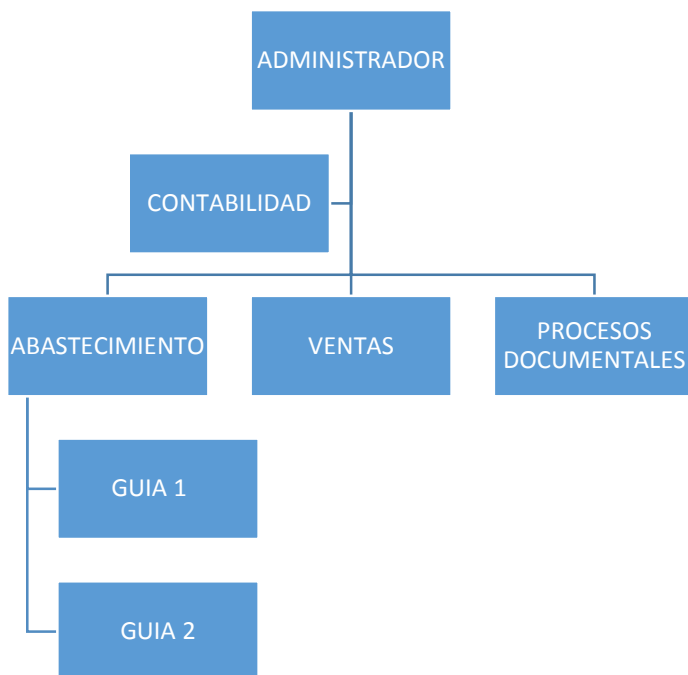 ADMINISTRADOR
CONTABILIDAD
ABASTECIMIENTO
VENTAS
PROCESOS
DOCUMENTALES
GUIA 1
GUIA 2